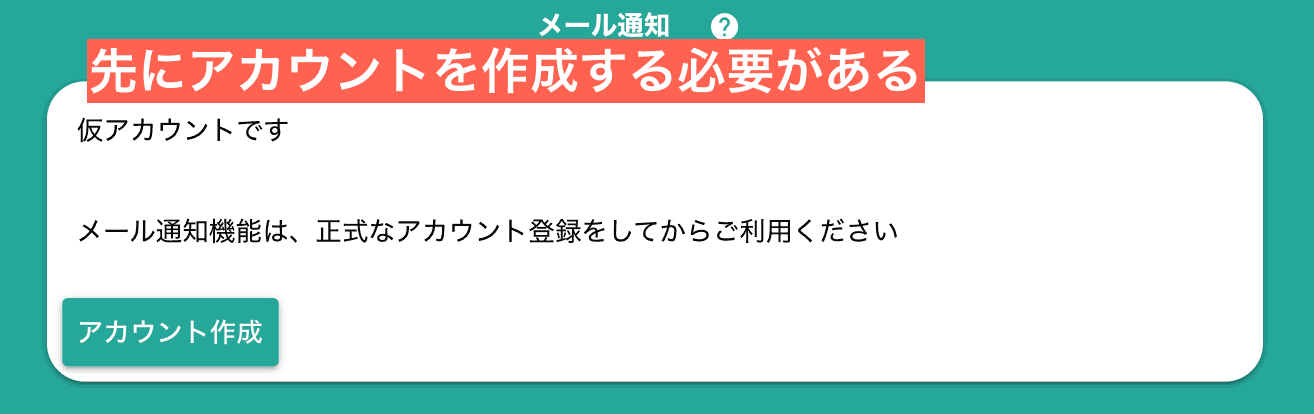 メール通知 ?
先にアカウントを作成する必要がある
仮アカウントです
メール通知機能は、正式なアカウント登録をしてからご利用ください
アカウント作成